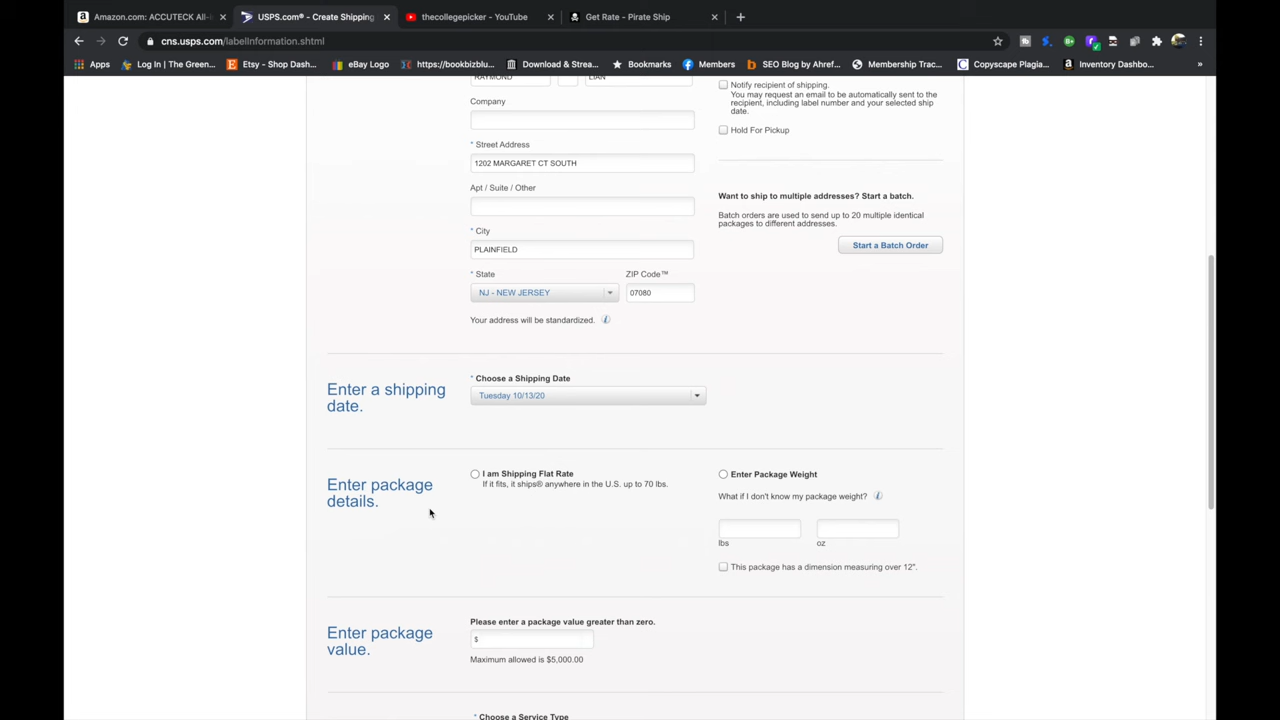 Amazon.com: ACCUTECK All-i
USPS.com® - Create Shipping
thecollegepicker - YouTube
Get Rate - Pirate Ship
cns.usps.com/labelInformation.shtml
Apps
Log In | The Green...
Etsy - Shop Dash...
eBay Logo
https://bookbizblu...
Download & Strea...
Bookmarks
Members
SEO Blog by Ahref...
Membership Trac...
Copyscape Plagia...
Inventory Dashbo...
»
RAYMOND
LIAN
Company
* Street Address
1202 MARGARET CT SOUTH
Apt / Suite / Other
* City
PLAINFIELD
* State
ZIP Code™
NJ - NEW JERSEY
07080
Your address will be standardized.
Notify recipient of shipping.
You may request an email to be automatically sent to the
recipient, including label number and your selected ship
date.
Hold For Pickup
Want to ship to multiple addresses? Start a batch.
Batch orders are used to send up to 20 multiple identical
packages to different addresses.
Start a Batch Order
Enter a shipping
date.
* Choose a Shipping Date
Tuesday 10/13/20
Enter package
details.
I am Shipping Flat Rate
If it fits, it ships® anywhere in the U.S. up to 70 lbs.
Enter Package Weight
What if I don't know my package weight?
lbs
oz
This package has a dimension measuring over 12".
Enter package
value.
Please enter a package value greater than zero.
$
Maximum allowed is $5,000.00
* Choose a Service Type